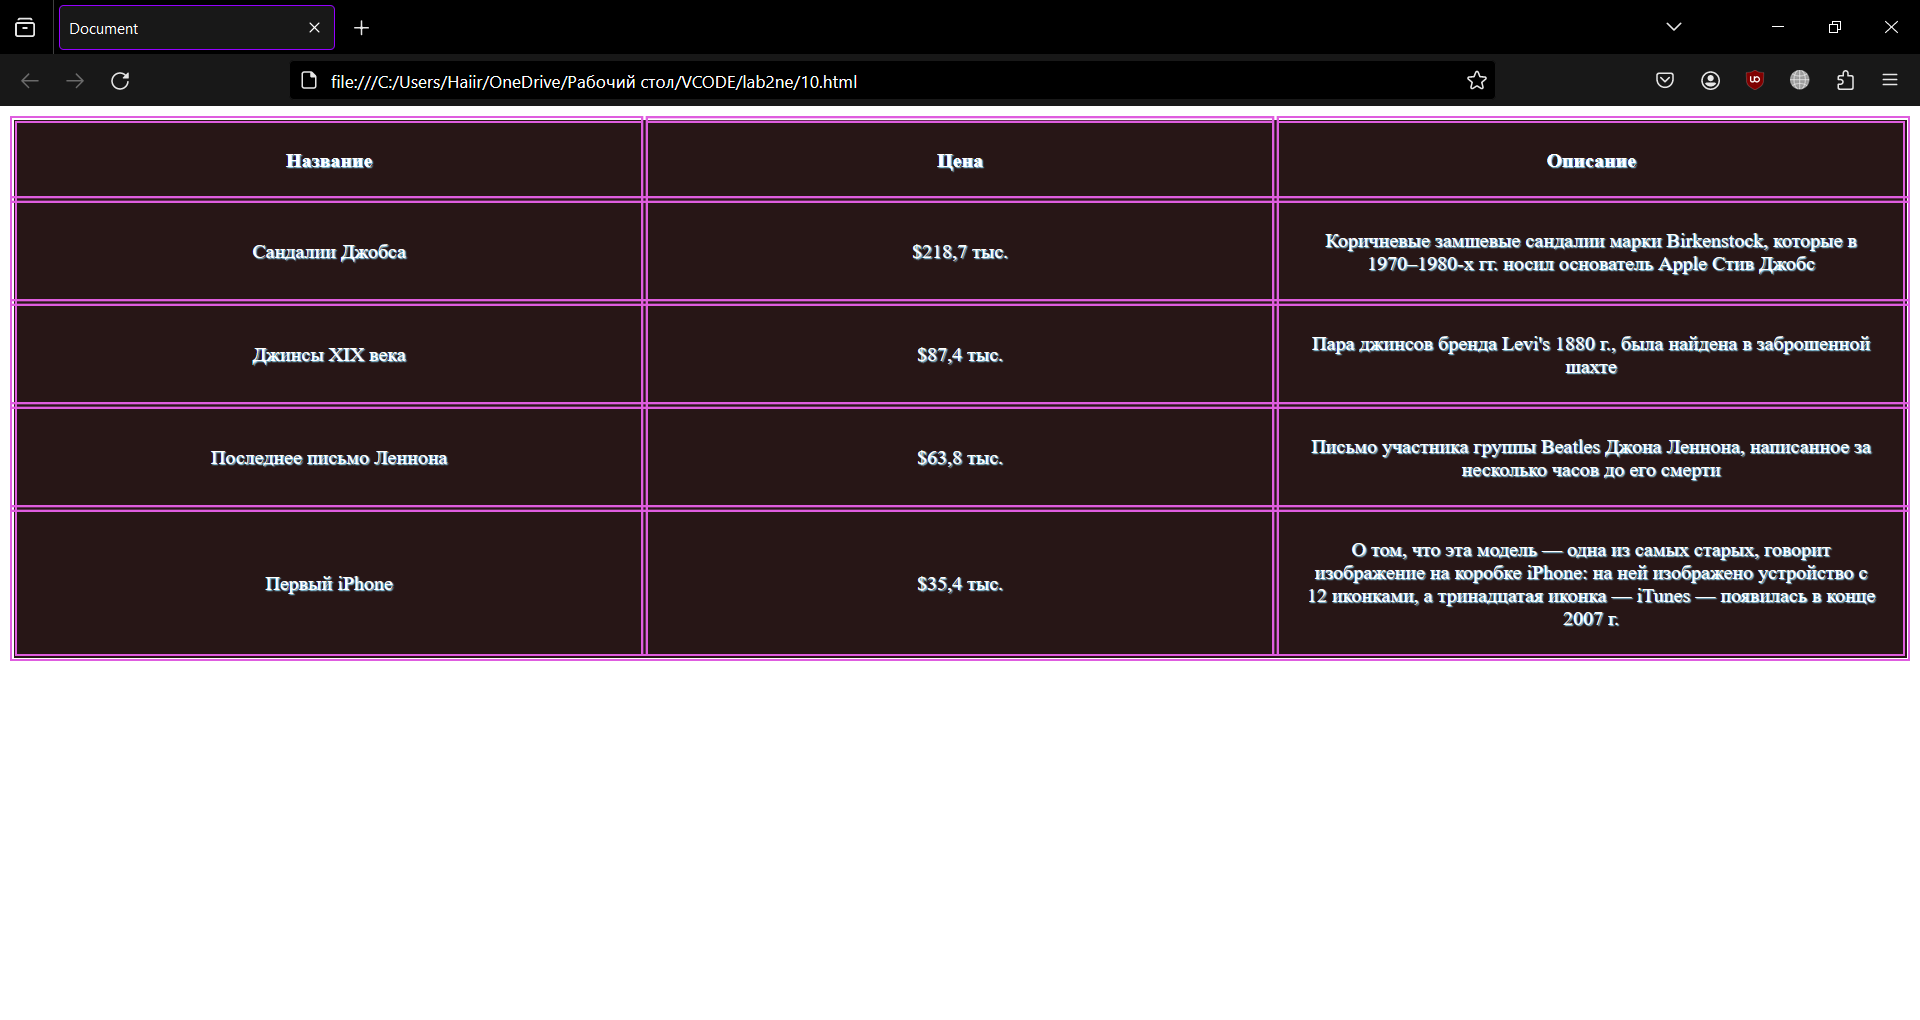 Document
file:///C:/Users/Haiir/OneDrive/Рабочий стол/VCODE/lab2ne/10.html
Название
Цена
Описание
Сандалии Джобса
$218,7 тыс.
Коричневые замшевые сандалии марки Birkenstock, которые в
1970–1980-х гг. носил основатель Apple Стив Джобс
Джинсы XIX века
$87,4 тыс.
Пара джинсов бренда Levi's 1880 г., была найдена в заброшенной
шахте
Последнее письмо Леннона
$63,8 тыс.
Письмо участника группы Beatles Джона Леннона, написанное за
несколько часов до его смерти
Первый iPhone
$35,4 тыс.
О том, что эта модель — одна из самых старых, говорит
изображение на коробке iPhone: на ней изображено устройство с
12 иконками, а тринадцатая иконка — iTunes — появилась в конце
2007 г.